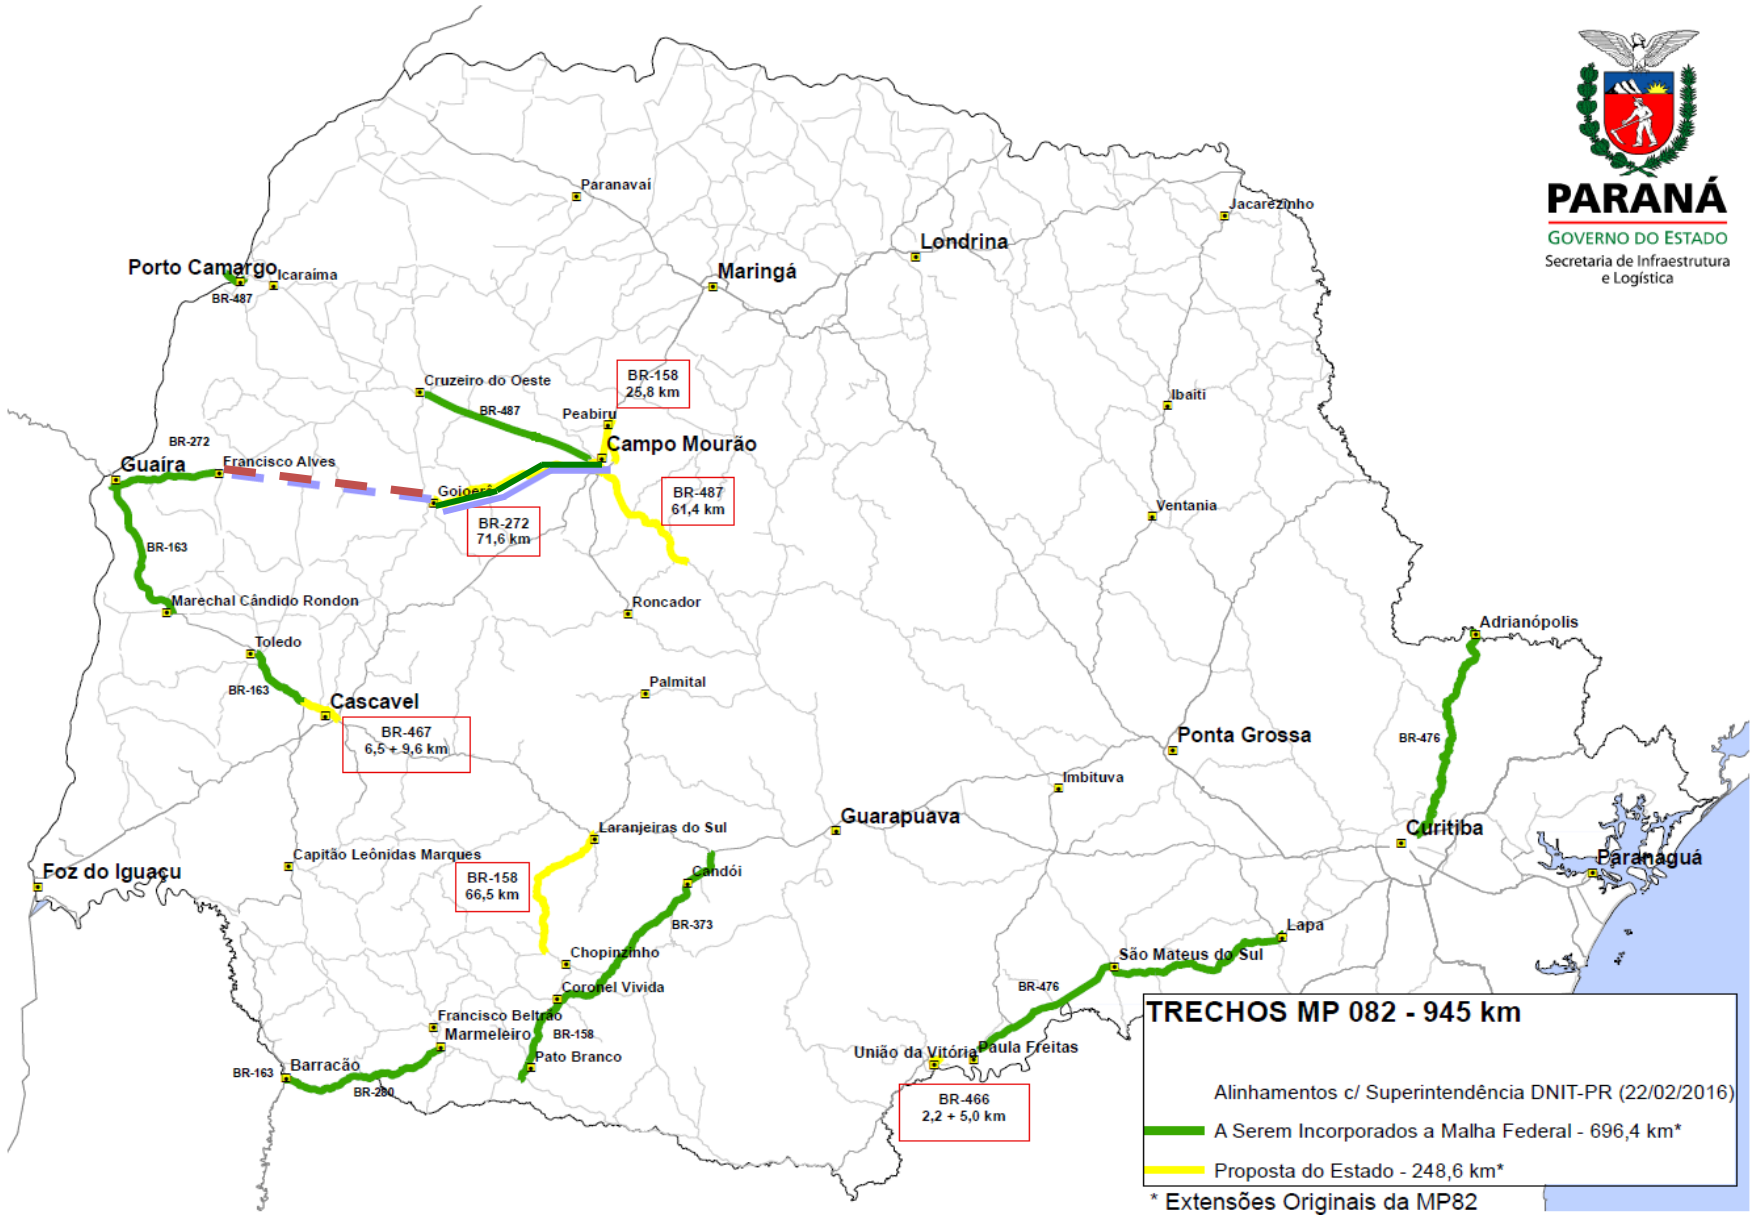 PARANÁ
GOVERNO DO ESTADO
Secretaria de Infraestrutura
e Logística
Paranavaí
Jacarezinho
Londrina
Porto Camargo
Icaraíma
BR-487
Maringá
Cruzeiro do Oeste
BR-158
25,8 km
Ibaiti
BR-487
Peabiru
Campo Mourão
BR-272
Guaíra
Francisco Alves
Goioerê
BR-487
61,4 km
Ventania
BR-272
71,6 km
BR-163
Marechal Cândido Rondon
Roncador
Adrianópolis
Toledo
BR-163
Palmital
Cascavel
BR-467
6,5 + 9,6 km
Ponta Grossa
BR-476
Imbituva
Guarapuava
Laranjeiras do Sul
Curitiba
Capitão Leônidas Marques
Paranaguá
Foz do Iguaçu
BR-158
66,5 km
Candói
BR-373
Lapa
Chopinzinho
São Mateus do Sul
Coronel Vivida
BR-476
Francisco Beltrão
Marmeleiro
BR-158
Pato Branco
União da Vitória
Paula Freitas
BR-163
Barracão
BR-280
BR-466
2,2 + 5,0 km
TRECHOS MP 082 - 945 km
Alinhamentos c/ Superintendência DNIT-PR (22/02/2016)
A Serem Incorporados a Malha Federal - 696,4 km*
Proposta do Estado - 248,6 km*
* Extensões Originais da MP82